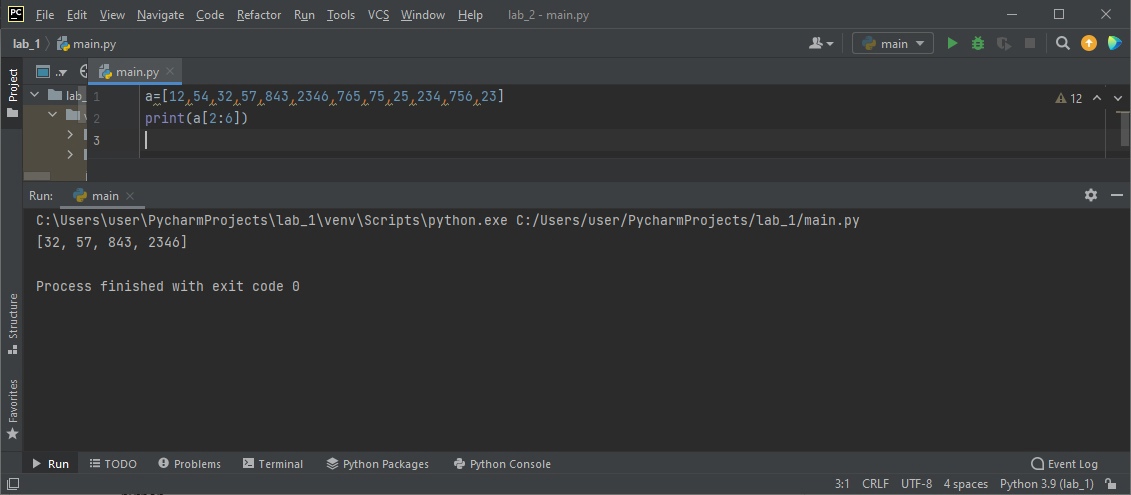 File Edit View Navigate Code Refactor Run Tools VCS Window Help lab_2 - main.py
lab_1 main.py main
Project
main.py
lab_
1 a=[12,54,32,57,843,2346,765,75,25,234,756,23] 12
2 print(a[2:6])
3
Run: main
C:\Users\user\PycharmProjects\lab_1\venv\Scripts\python.exe C:/Users/user/PycharmProjects/lab_1/main.py
[32, 57, 843, 2346]
Process finished with exit code 0
Structure
Favorites
Run TODO Problems Terminal Python Packages Python Console Event Log
3:1 CRLF UTF-8 4 spaces Python 3.9 (lab_1)